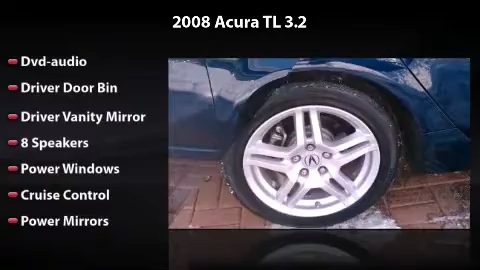 2008 Acura TL 3.2
Dvd-audio
Driver Door Bin
Driver Vanity Mirror
8 Speakers
Power Windows
Cruise Control
Power Mirrors